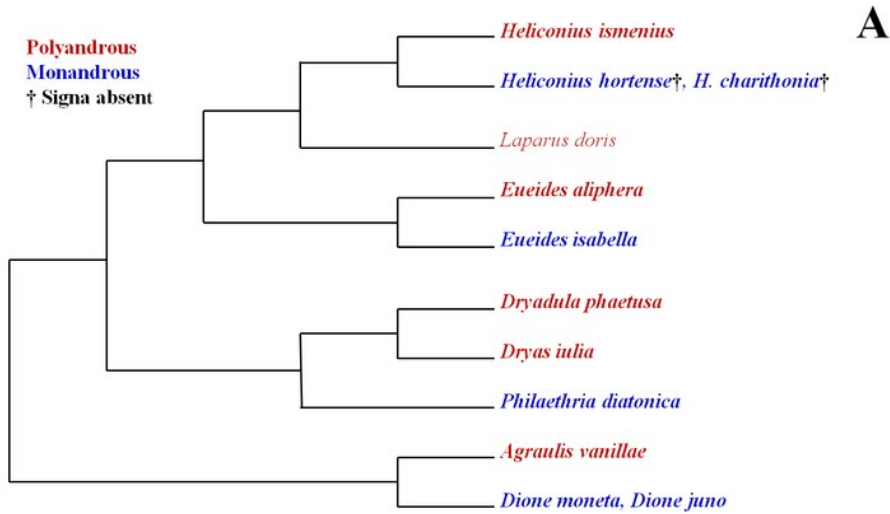 A
Polyandrous
Monandrous
† Signa absent
Heliconius ismenius
Heliconius hortense†, H. charithonia†
Laparus doris
Eueides aliphera
Eueides isabella
Dryadula phaetusa
Dryas iulia
Philaethria diatonica
Agraulis vanillae
Dione moneta, Dione juno